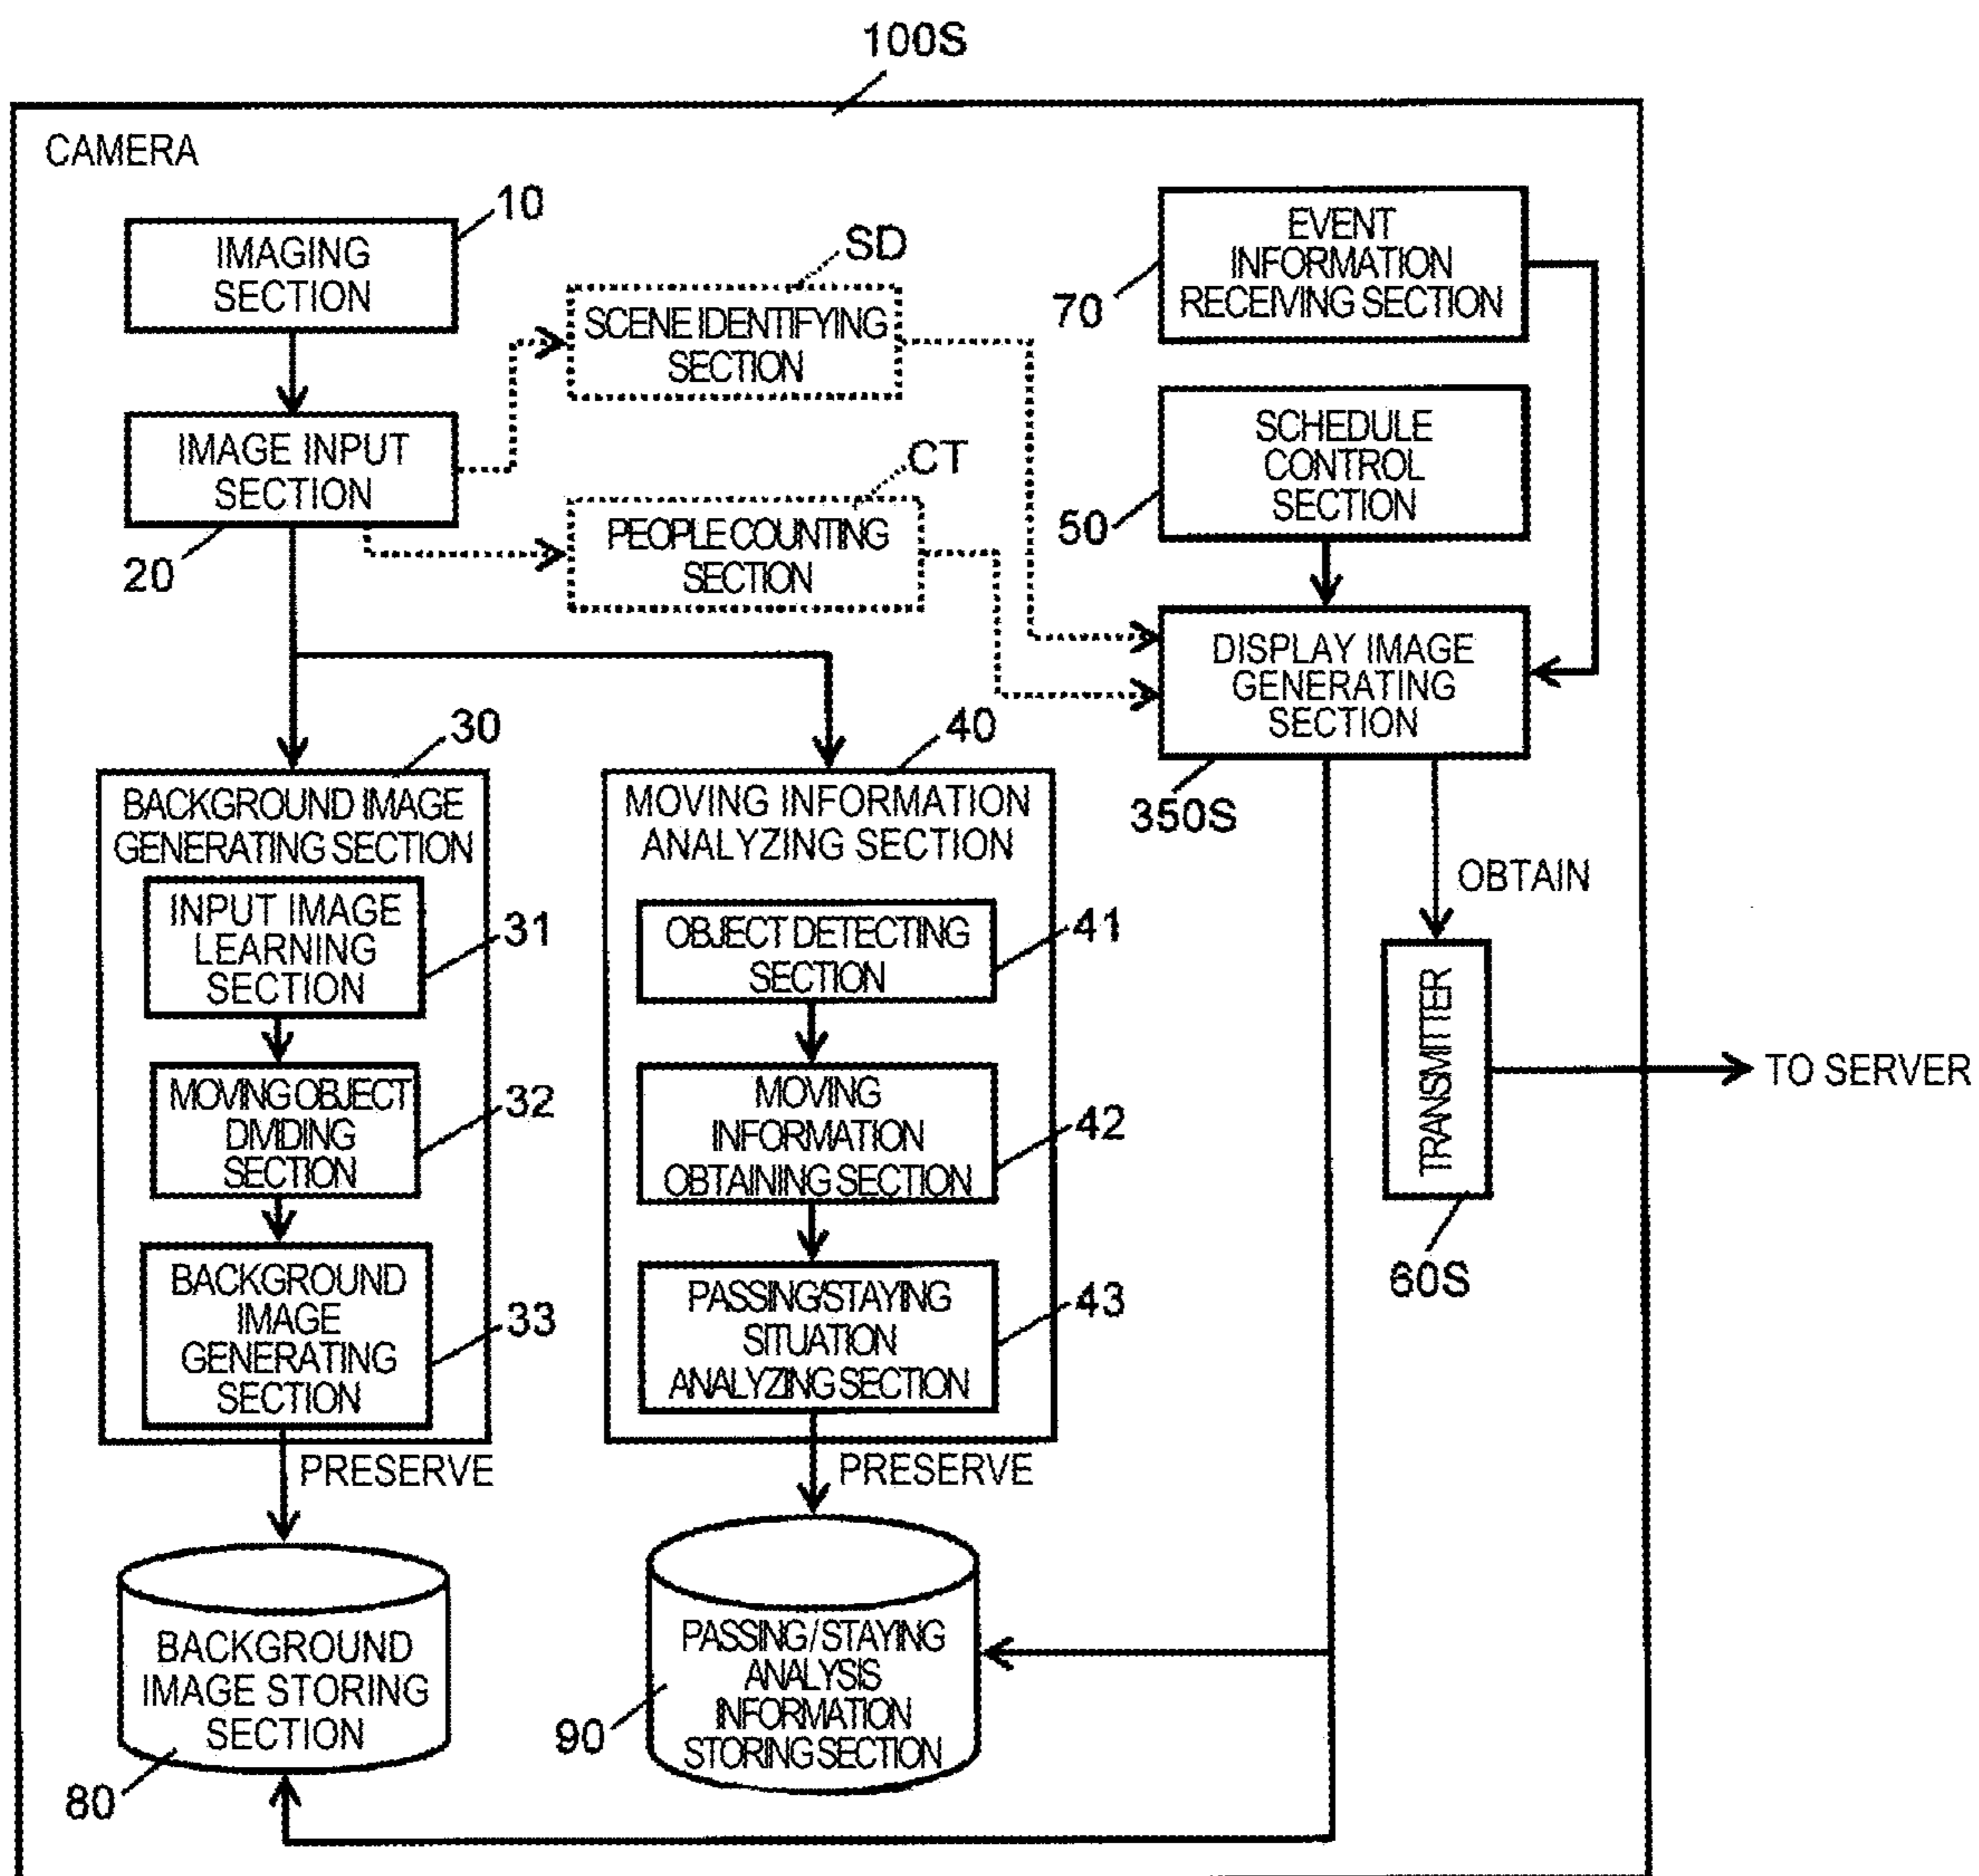 100S
CAMERA
10
IMAGING
SECTION
SD
SCENE IDENTIFYING
SECTION
EVENT
INFORMATION
RECEIVING SECTION
70
IMAGE INPUT
SECTION
20
CT
PEOPLE COUNTING
SECTION
SCHEDULE
CONTROL
SECTION
50
DISPLAY IMAGE
GENERATING
SECTION
350S
30
BACKGROUND IMAGE
GENERATING SECTION
INPUT IMAGE
LEARNING
SECTION
31
MOVING OBJECT
DIVIDING
SECTION
32
BACKGROUND
IMAGE
GENERATING
SECTION
33
PRESERVE
40
MOVING INFORMATION
ANALYZING SECTION
OBJECT DETECTING
SECTION
41
MOVING
INFORMATION
OBTAINING SECTION
42
PASSING/STAYING
SITUATION
ANALYZING SECTION
43
PRESERVE
OBTAIN
TRANSMITTER
60S
TO SERVER
BACKGROUND
IMAGE STORING
SECTION
80
PASSING/STAYING
ANALYSIS
INFORMATION
STORING SECTION
90